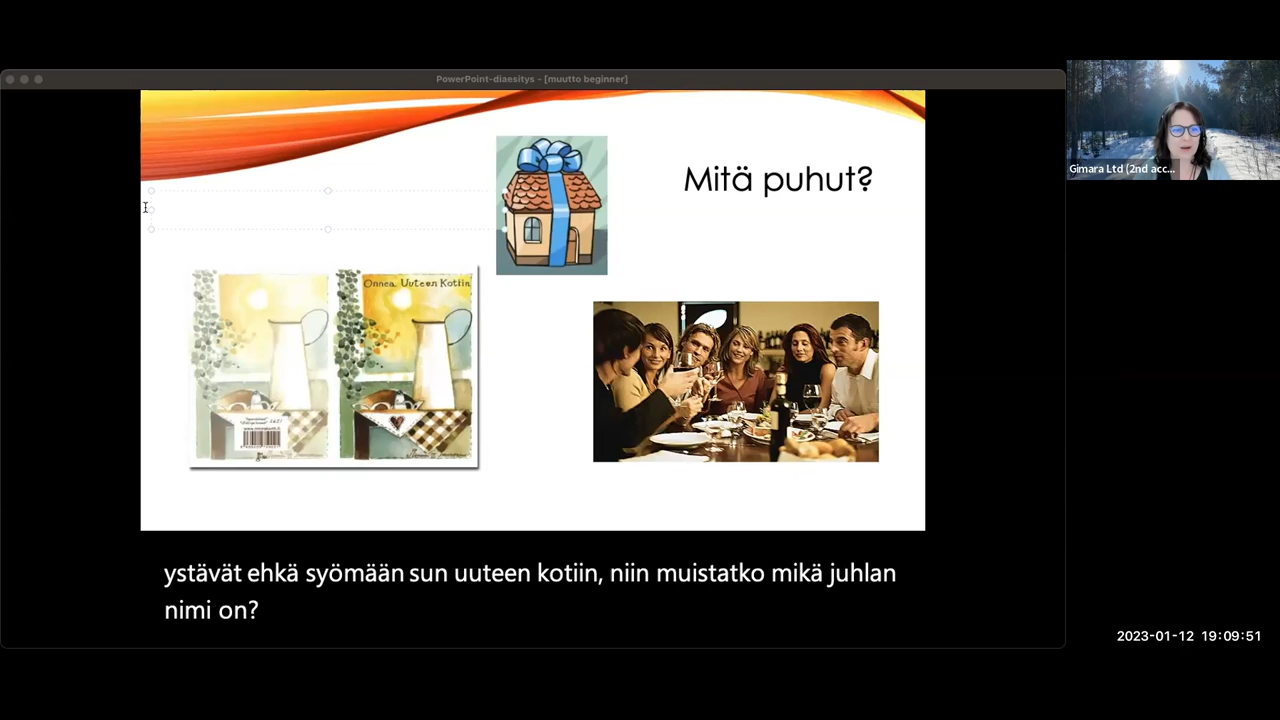 PowerPoint-diaesitys - [muutto beginner]
Mitä puhut?
Gimara Ltd (2nd acc...
Onnea Uuteen Kotiin
ystävät ehkä syömään sun uuteen kotiin, niin muistatko mikä juhlan
nimi on?
2023-01-12 19:09:51